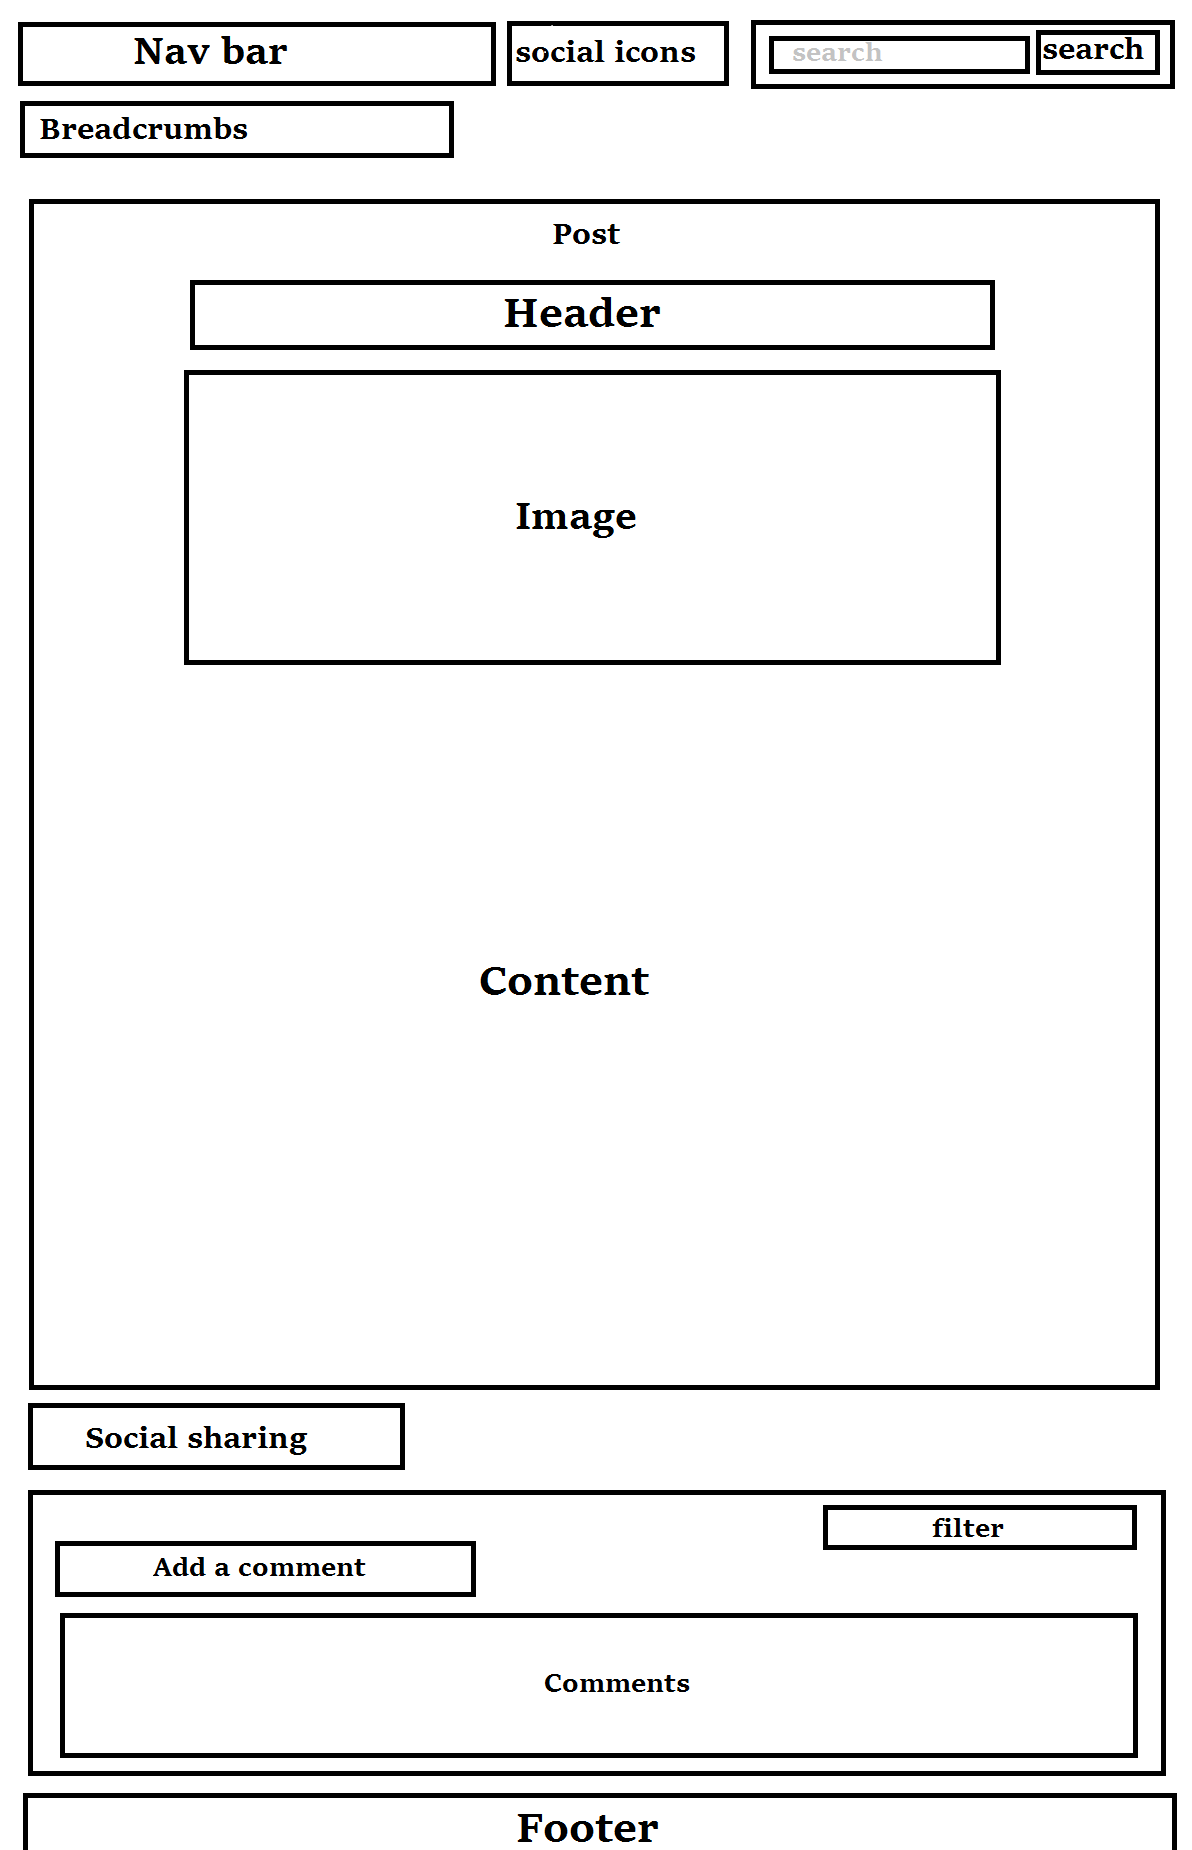 Nav bar
social icons
search
search
Breadcrumbs
Post
Header
Image
Content
Social sharing
filter
Add a comment
Comments
Footer